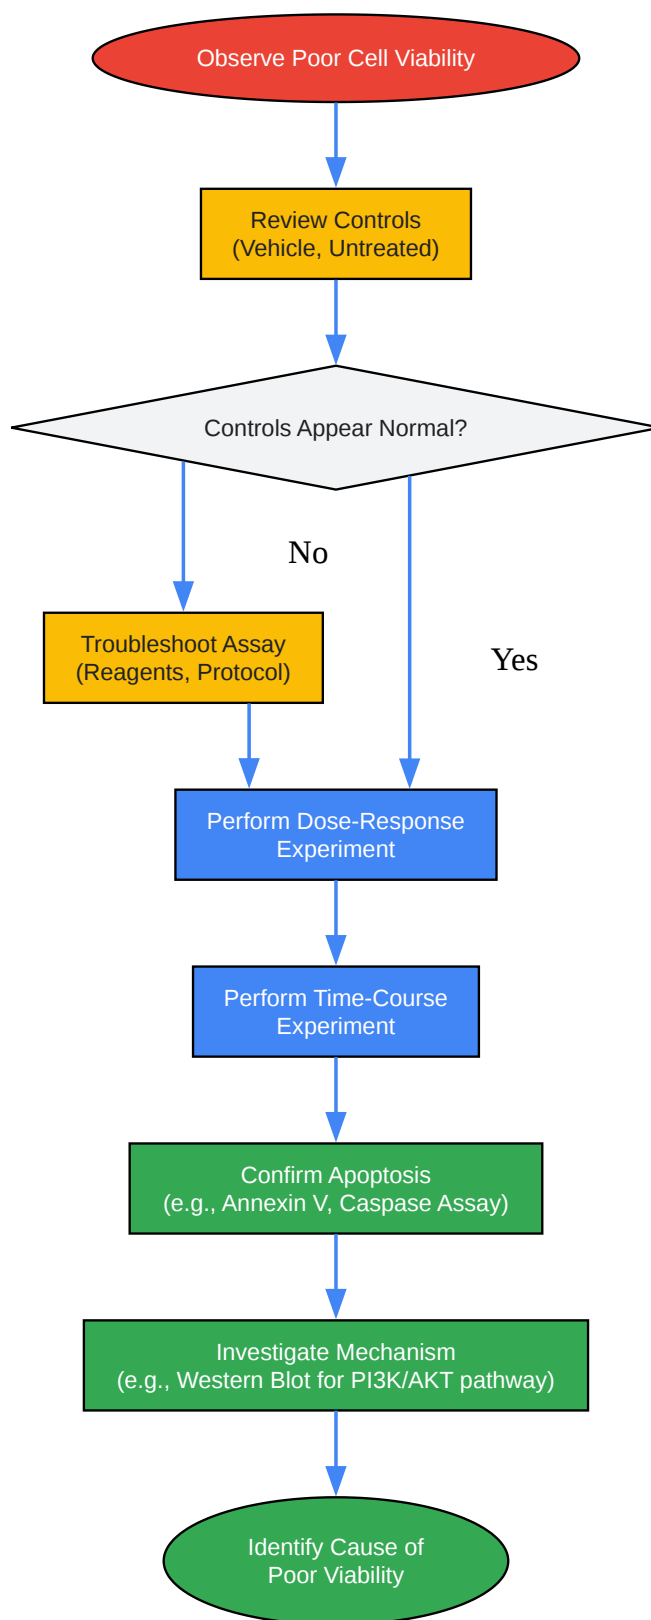 Observe Poor Cell Viability
Review Controls
(Vehicle, Untreated)
Controls Appear Normal?
No
Troubleshoot Assay
(Reagents, Protocol)
Yes
Perform Dose-Response
Experiment
Perform Time-Course
Experiment
Confirm Apoptosis
(e.g., Annexin V, Caspase Assay)
Investigate Mechanism
(e.g., Western Blot for PI3K/AKT pathway)
Identify Cause of
Poor Viability